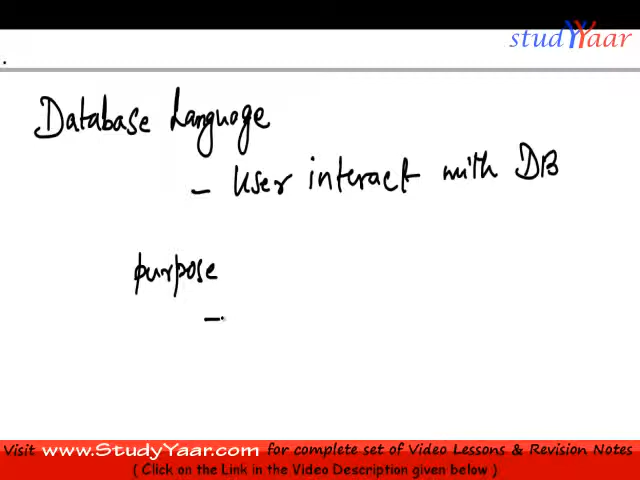 studYYaar
Database Language
- User interact with DB
purpose
-
Visit www.StudyYaar.com for complete set of Video Lessons & Revision Notes
( Click on the Link in the Video Description given below )